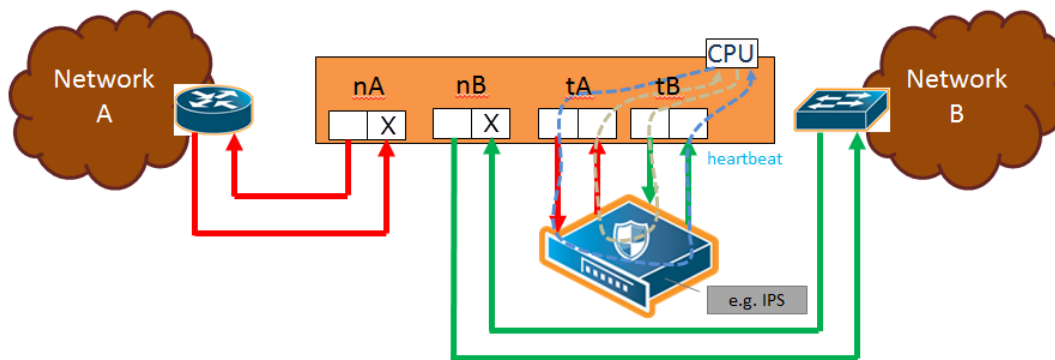 CPU
Network
A
nA
nB
tA
tB
Network
B
X
X
heartbeat
e.g. IPS